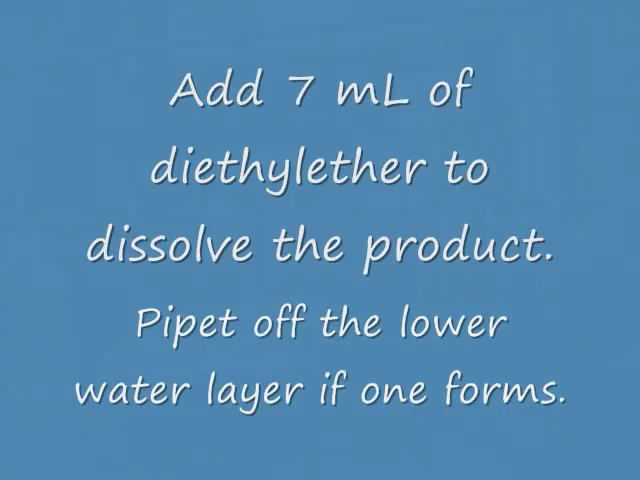 Add 7 mL of
diethylether to
dissolve the product.
Pipet off the lower
water layer if one forms.